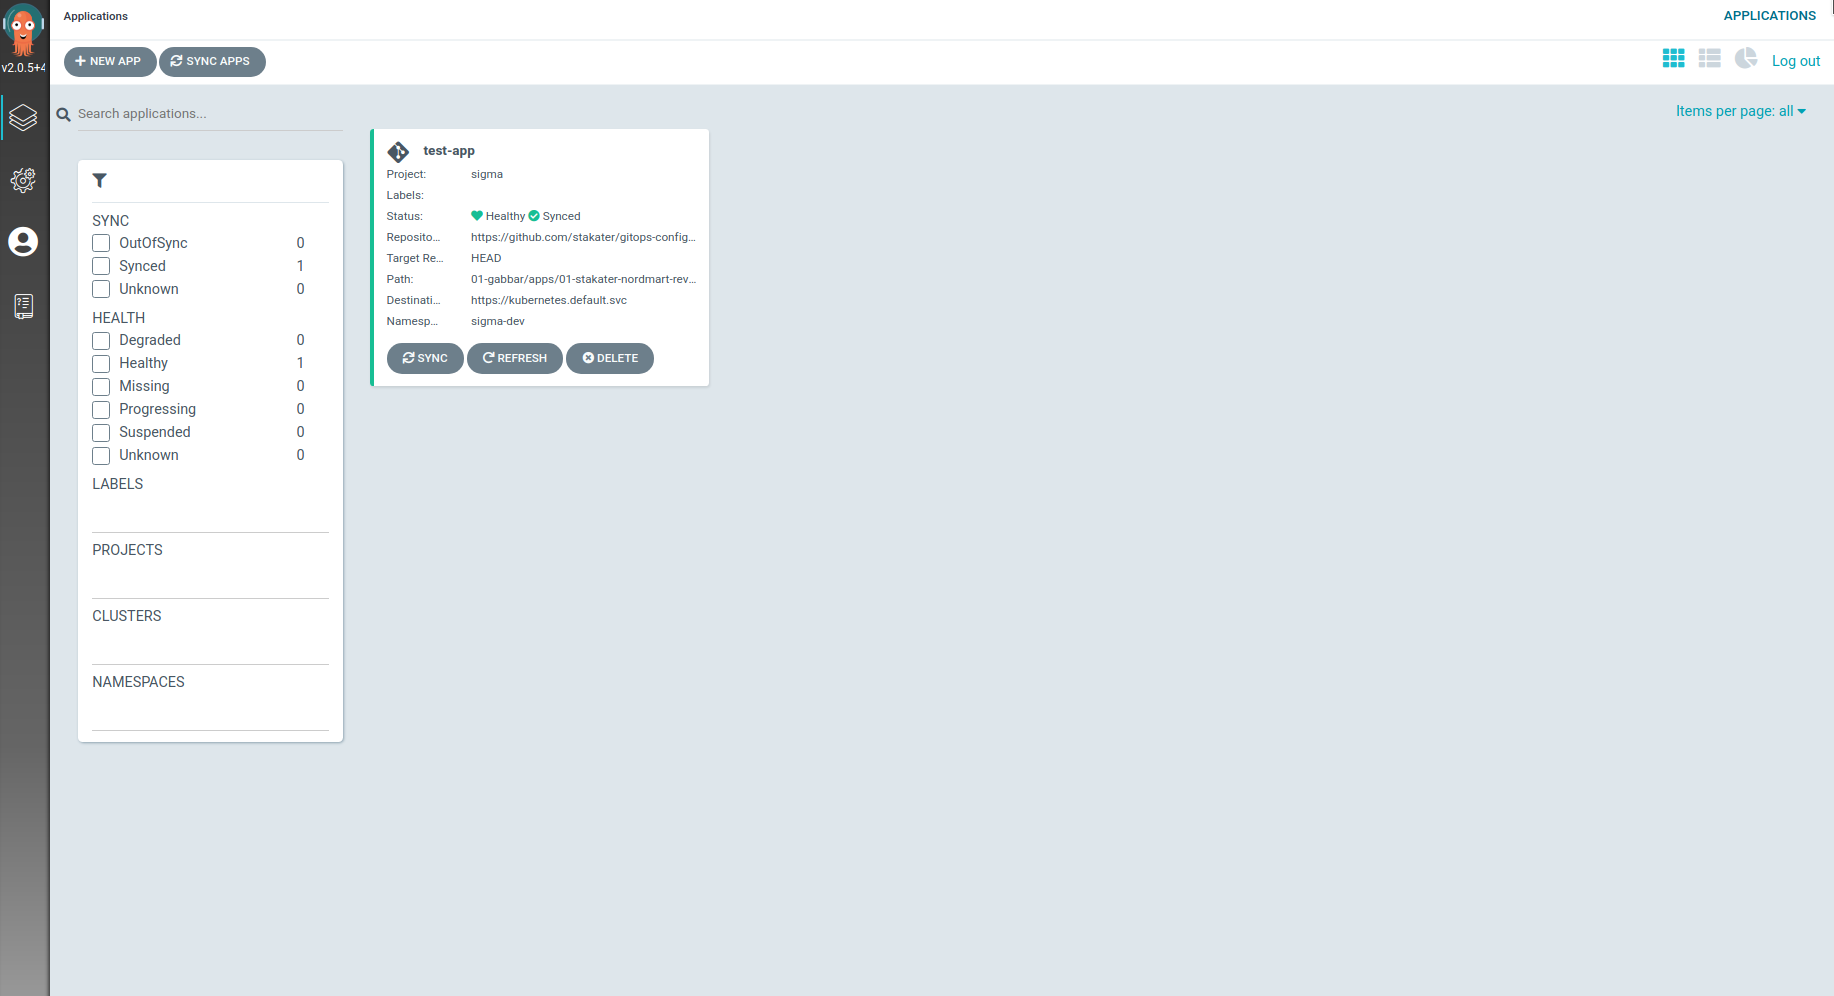 Applications
APPLICATIONS
v2.0.5+4
NEW APP
SYNC APPS
Log out
Search applications...
Items per page: all
SYNC
OutOfSync 0
Synced 1
Unknown 0
HEALTH
Degraded 0
Healthy 1
Missing 0
Progressing 0
Suspended 0
Unknown 0
LABELS
PROJECTS
CLUSTERS
NAMESPACES
test-app
Project: sigma
Labels:
Status: Healthy Synced
Reposito... https://github.com/stakater/gitops-config...
Target Re... HEAD
Path: 01-gabbar/apps/01-stakater-nordmart-rev...
Destinati... https://kubernetes.default.svc
Namesp... sigma-dev
SYNC REFRESH DELETE